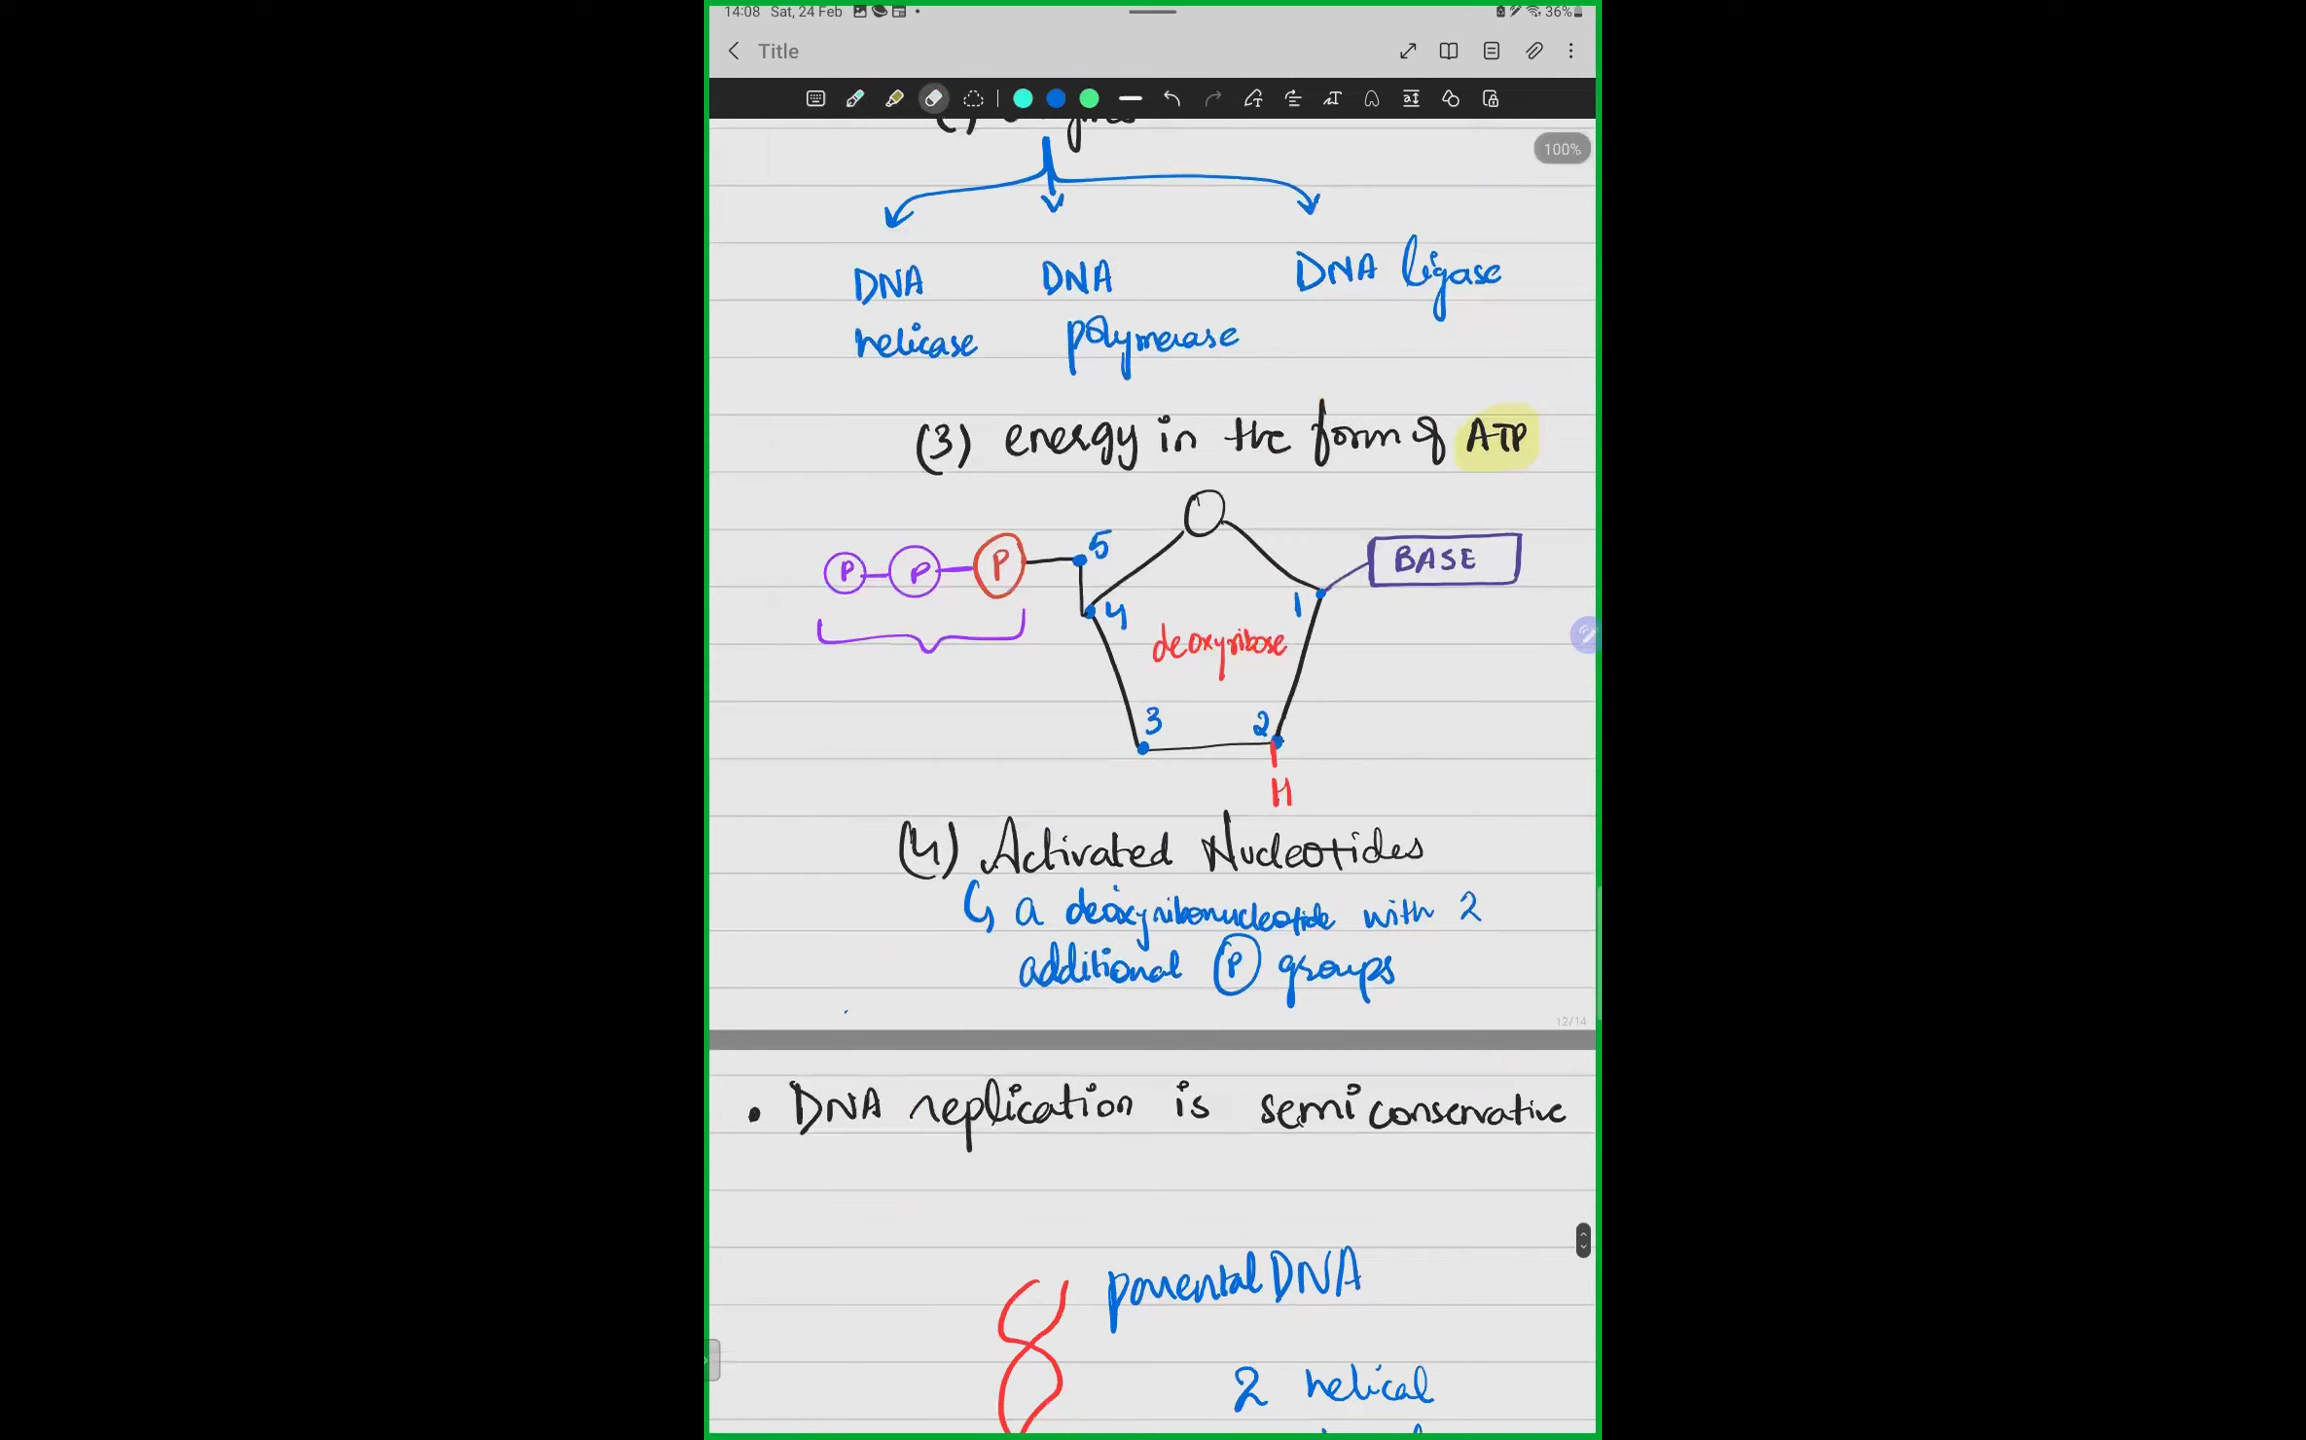 14:08 Sat, 24 Feb
36%
Title
100%
DNA helicase
DNA polymerase
DNA ligase
(3) energy in the form of ATP
P P P 5 O BASE
4 1
deoxyribose
3 2
H
(4) Activated Nucleotides
a deoxyribonucleotide with 2
additional P groups
12/14
• DNA replication is semiconservative
parental DNA
2 helical